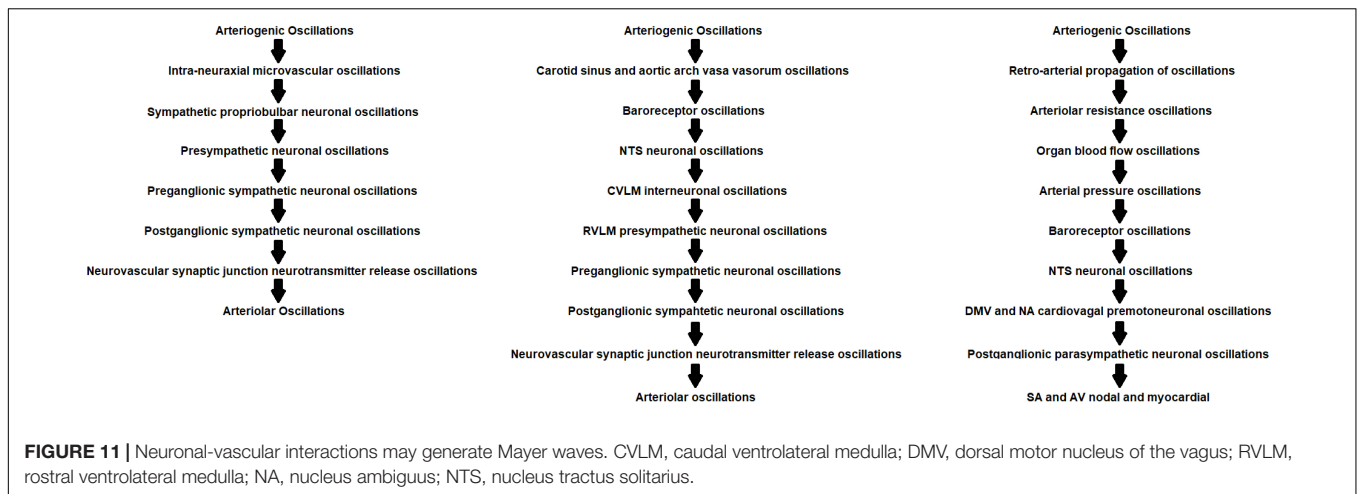 Arteriogenic Oscillations
Intra-neuraxial microvascular oscillations
Sympathetic propriobulbar neuronal oscillations
Presympathetic neuronal oscillations
Preganglionic sympathetic neuronal oscillations
Postganglionic sympathetic neuronal oscillations
Neurovascular synaptic junction neurotransmitter release oscillations
Arteriolar Oscillations
Arteriogenic Oscillations
Carotid sinus and aortic arch vasa vasorum oscillations
Baroreceptor oscillations
NTS neuronal oscillations
CVLM interneuronal oscillations
RVLM presympathetic neuronal oscillations
Preganglionic sympathetic neuronal oscillations
Postganglionic sympahtetic neuronal oscillations
Neurovascular synaptic junction neurotransmitter release oscillations
Arteriolar oscillations
Arteriogenic Oscillations
Retro-arterial propagation of oscillations
Arteriolar resistance oscillations
Organ blood flow oscillations
Arterial pressure oscillations
Baroreceptor oscillations
NTS neuronal oscillations
DMV and NA cardiovagal premotoneuronal oscillations
Postganglionic parasympathetic neuronal oscillations
SA and AV nodal and myocardial
FIGURE 11 | Neuronal-vascular interactions may generate Mayer waves. CVLM, caudal ventrolateral medulla; DMV, dorsal motor nucleus of the vagus; RVLM,
rostral ventrolateral medulla; NA, nucleus ambiguus; NTS, nucleus tractus solitarius.